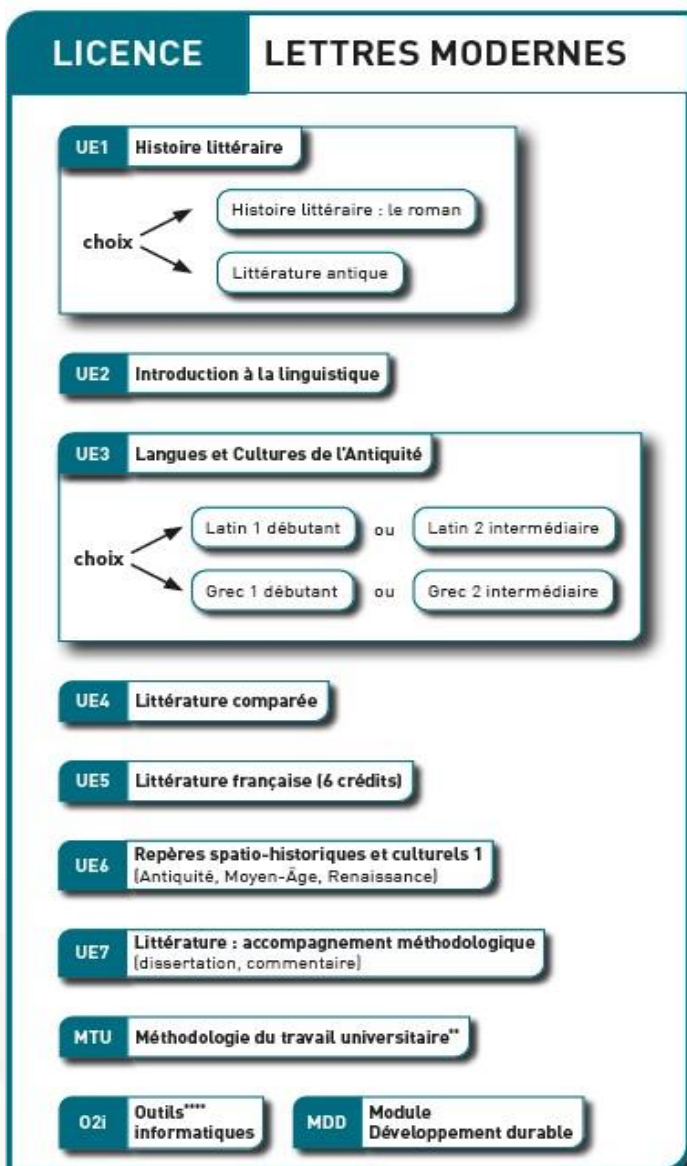 LICENCE LETTRES MODERNES
UE1 Histoire littéraire
choix
Histoire littéraire : le roman
Littérature antique
UE2 Introduction à la linguistique
UE3 Langues et Cultures de l'Antiquité
choix
Latin 1 débutant ou Latin 2 intermédiaire
Grec 1 débutant ou Grec 2 intermédiaire
UE4 Littérature comparée
UE5 Littérature française (6 crédits)
UE6 Repères spatio-historiques et culturels 1
(Antiquité, Moyen-Âge, Renaissance)
UE7 Littérature : accompagnement méthodologique
(dissertation, commentaire)
MTU Méthodologie du travail universitaire**
O2i Outils****
informatiques
MDD Module
Développement durable